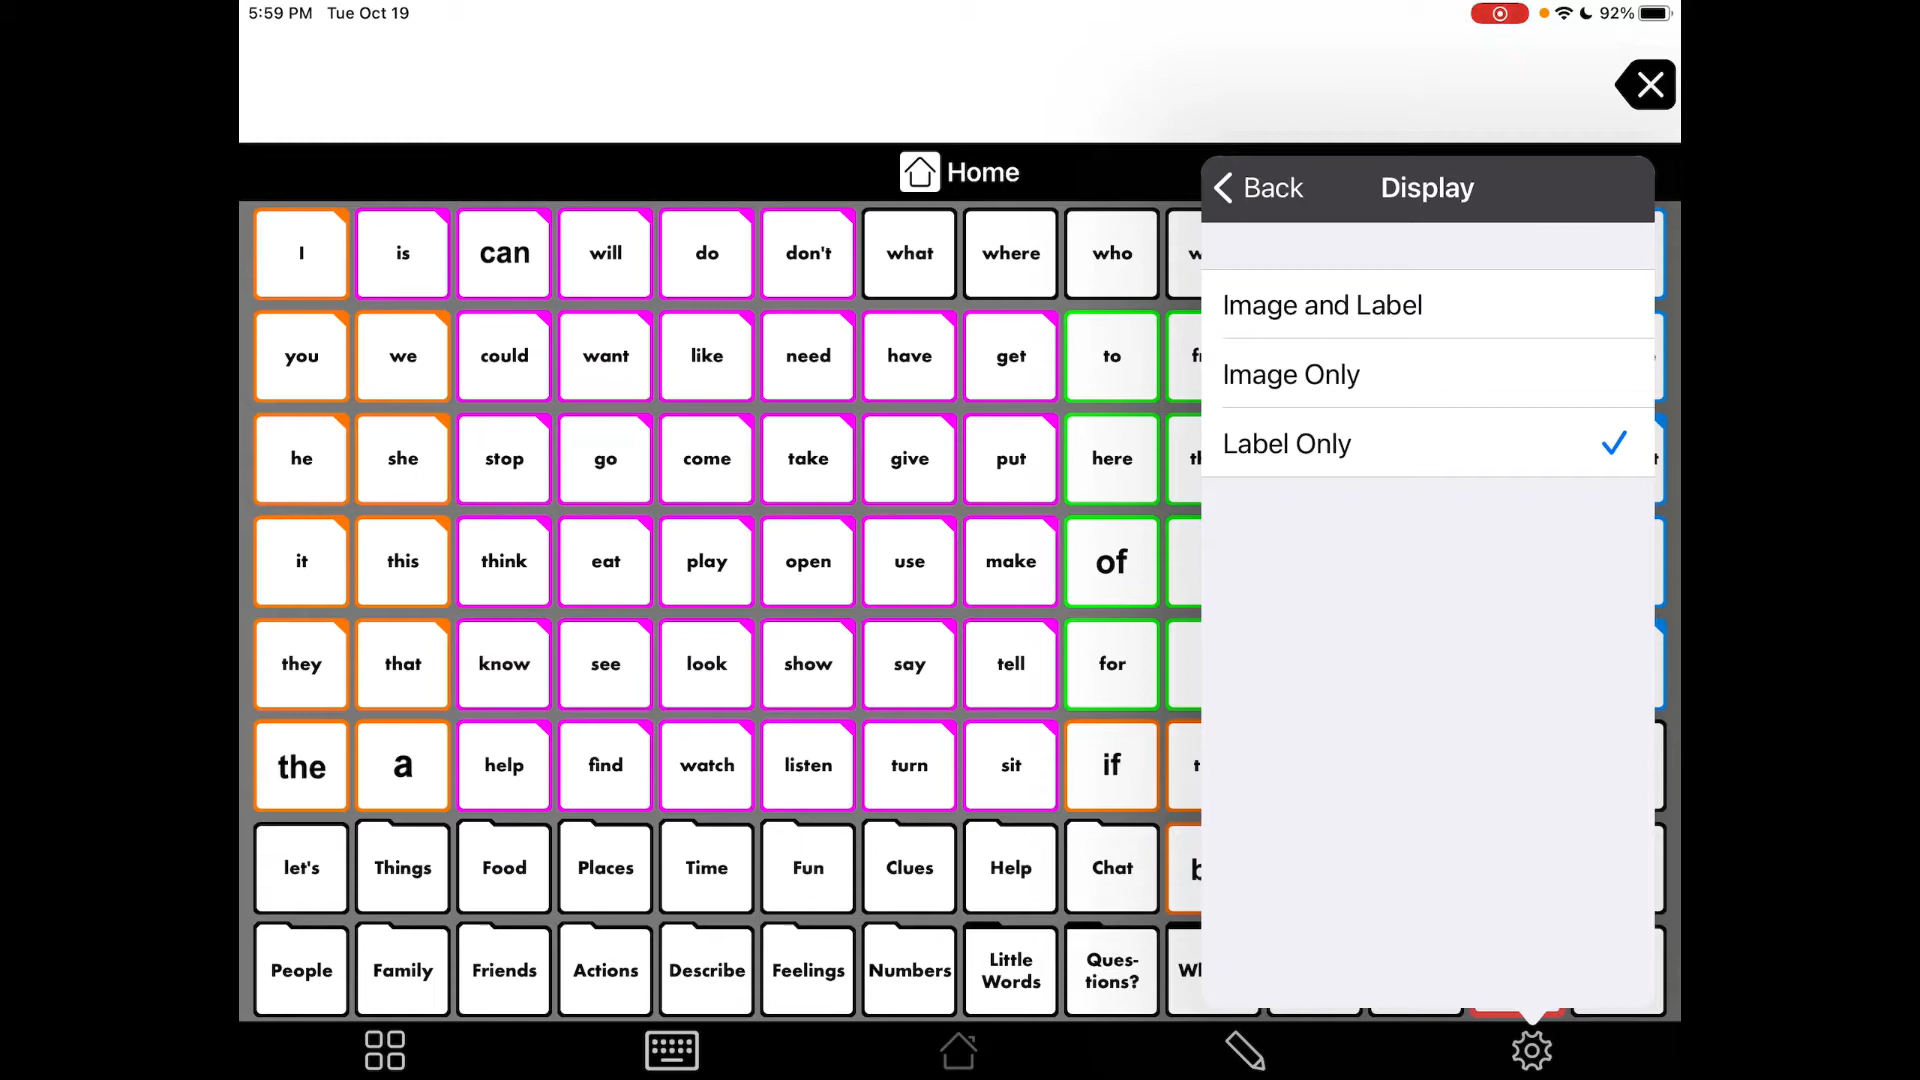 5:59 PM Tue Oct 19
92%
Home
Back Display
Image and Label
Image Only
Label Only
I is can will do don't what where who
you we could want like need have get to
he she stop go come take give put here
it this think eat play open use make of
they that know see look show say tell for
the a help find watch listen turn sit if
let's Things Food Places Time Fun Clues Help Chat
People Family Friends Actions Describe Feelings Numbers Little Words Ques-
tions?